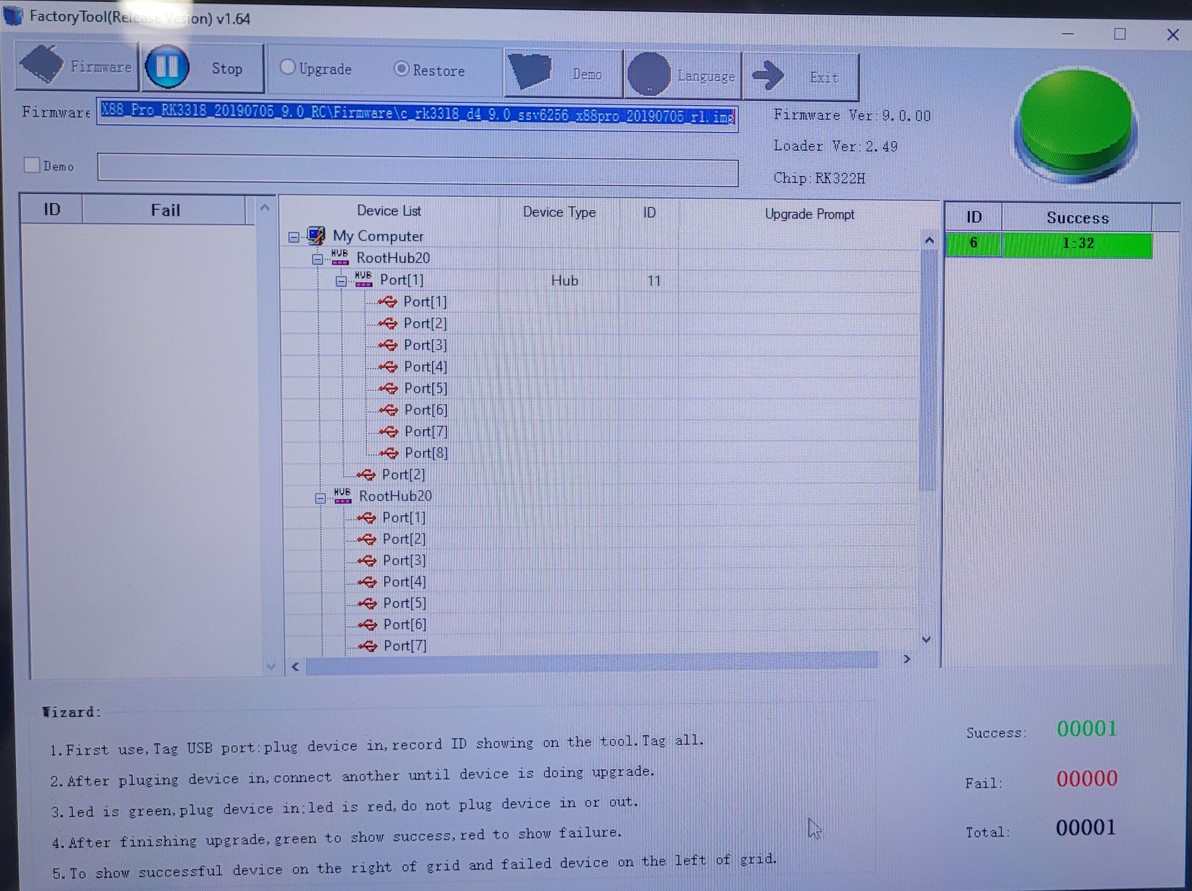 FactoryTool(Release Vesion) v1.64
Firmware
Stop
Upgrade
Restore
Demo
Language
Exit
Firmware
X88_Pro_RK3318_20190705_9.0_RC\Firmware\c_rk3318_d4_9.0_ssv6256_x88pro_20190705_r1.img
Firmware Ver:9.0.00
Loader Ver:2.49
Chip:RK322H
Demo
ID Fail
Device List Device Type ID Upgrade Prompt
ID Success
My Computer
6 1:32
HUB RootHub20
HUB Port[1] Hub 11
Port[1]
Port[2]
Port[3]
Port[4]
Port[5]
Port[6]
Port[7]
Port[8]
Port[2]
HUB RootHub20
Port[1]
Port[2]
Port[3]
Port[4]
Port[5]
Port[6]
Port[7]
Wizard:
1.First use,Tag USB port:plug device in,record ID showing on the tool.Tag all.
2.After pluging device in,connect another until device is doing upgrade.
3.led is green,plug device in;led is red,do not plug device in or out.
4.After finishing upgrade,green to show success,red to show failure.
5.To show successful device on the right of grid and failed device on the left of grid.
Success: 00001
Fail: 00000
Total: 00001